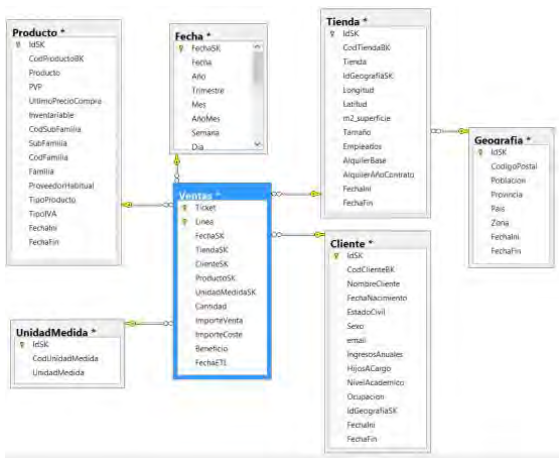 Producto *
IdSK
CodProductoBK
Producto
PVP
UltimoPrecioCompra
Inventariable
CodSubFamilia
SubFamilia
CodFamilia
Familia
ProveedorHabitual
TipoProducto
TipoIVA
FechaIni
FechaFin
Fecha *
FechaSK
Fecha
Año
Trimestre
Mes
AñoMes
Semana
Dia
Tienda *
IdSK
CodTiendaBK
Tienda
IdGeografiaSK
Longitud
Latitud
m2_superficie
Tamaño
Empleados
AlquilerBase
AlquilerAñoContrato
FechaIni
FechaFin
Geografia *
IdSK
CodigoPostal
Poblacion
Provincia
Pais
Zona
FechaIni
FechaFin
Ventas *
Ticket
Linea
FechaSK
TiendaSK
ClienteSK
ProductoSK
UnidadMedidaSK
Cantidad
ImporteVenta
ImporteCoste
Beneficio
FechaETL
Cliente *
IdSK
CodClienteBK
NombreCliente
FechaNacimiento
EstadoCivil
Sexo
email
IngresosAnuales
HijosACargo
NivelAcademico
Ocupacion
IdGeografiaSK
FechaIni
FechaFin
UnidadMedida *
IdSK
CodUnidadMedida
UnidadMedida